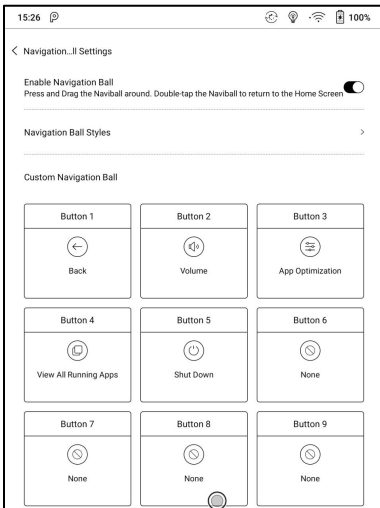 15:26 100%
Navigation...ll Settings
Enable Navigation Ball
Press and Drag the Naviball around. Double-tap the Naviball to return to the Home Screen
Navigation Ball Styles
Custom Navigation Ball
Button 1 Button 2 Button 3
Back Volume App Optimization
Button 4 Button 5 Button 6
View All Running Apps Shut Down None
Button 7 Button 8 Button 9
None None None